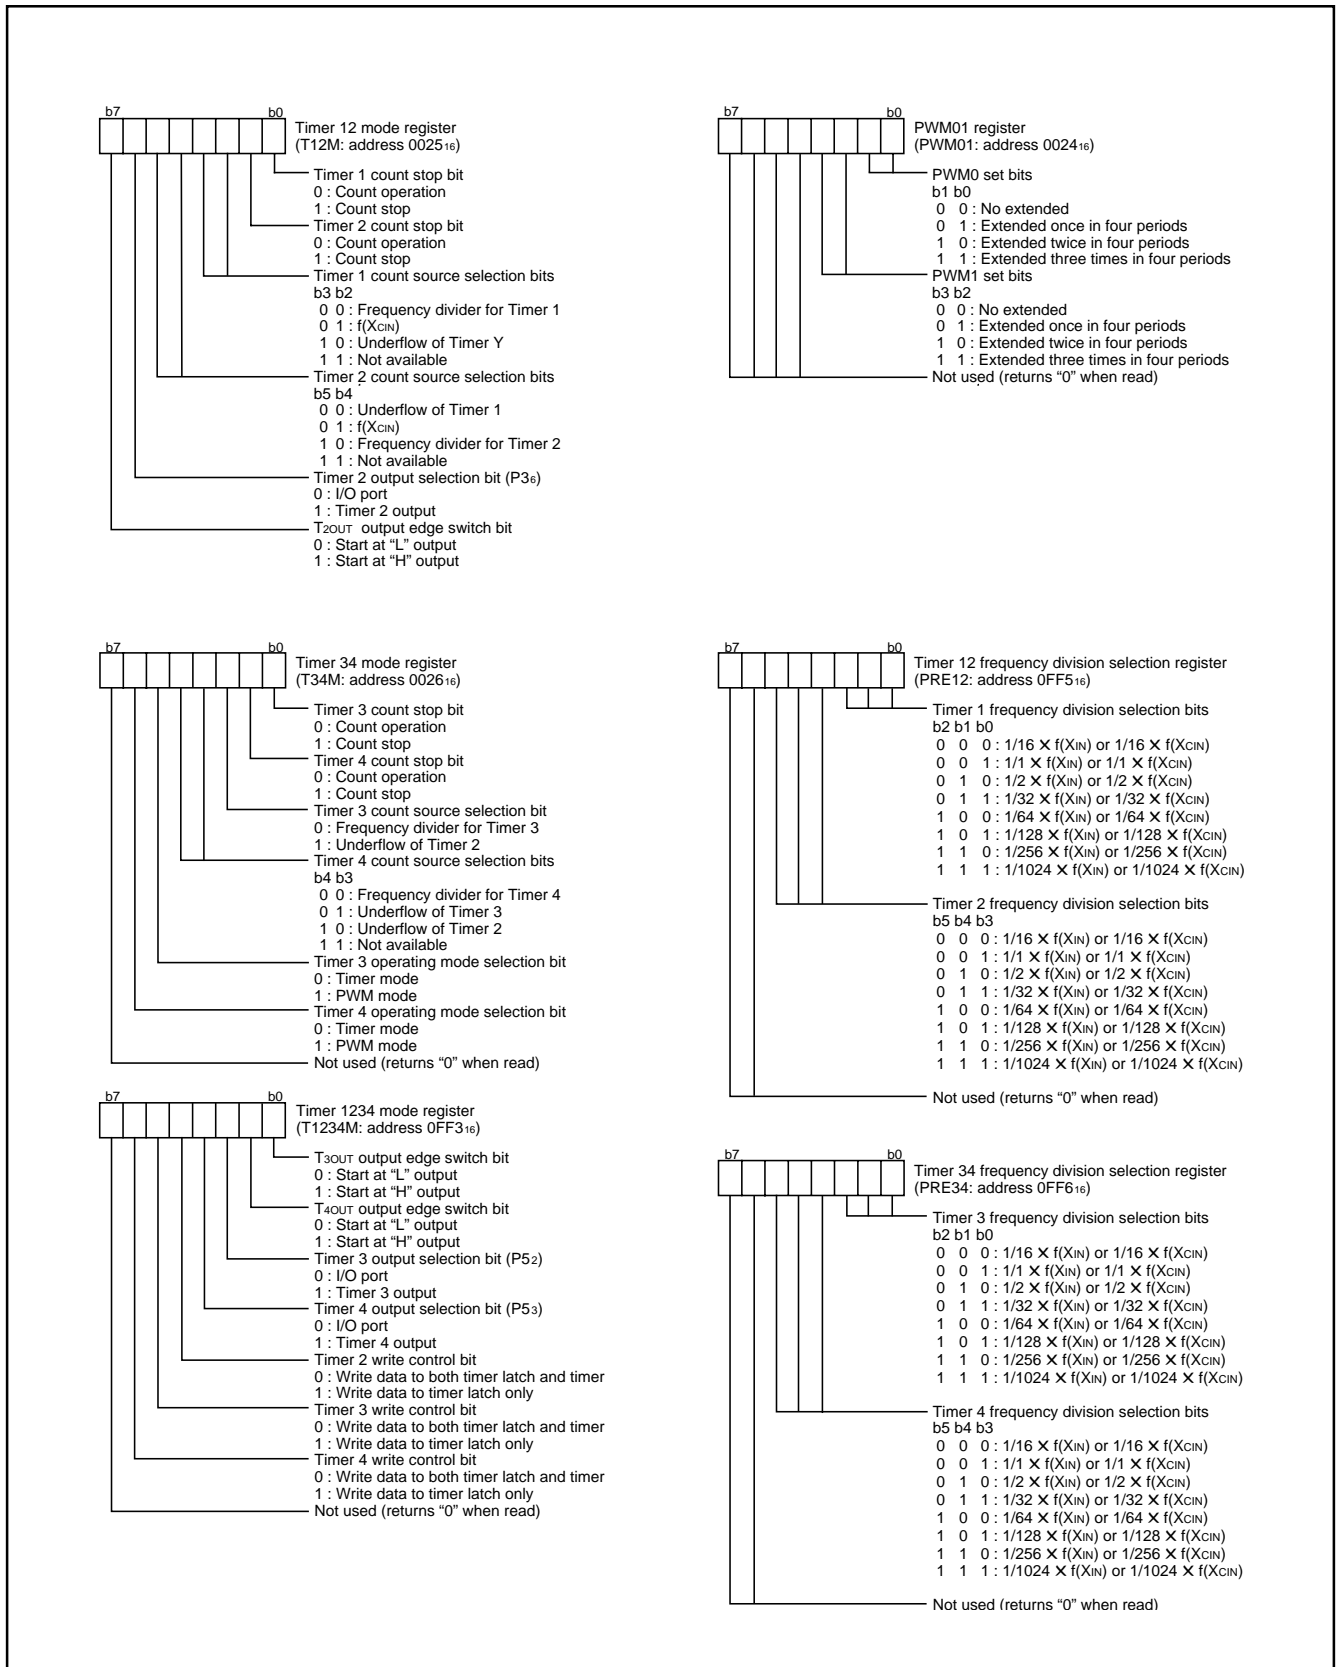 b7 b0
Timer 12 mode register
(T12M: address 002516)
Timer 1 count stop bit
0 : Count operation
1 : Count stop
Timer 2 count stop bit
0 : Count operation
1 : Count stop
Timer 1 count source selection bits
b3 b2
0 0 : Frequency divider for Timer 1
0 1 : f(XCIN)
1 0 : Underflow of Timer Y
1 1 : Not available
Timer 2 count source selection bits
b5 b4
0 0 : Underflow of Timer 1
0 1 : f(XCIN)
1 0 : Frequency divider for Timer 2
1 1 : Not available
Timer 2 output selection bit (P36)
0 : I/O port
1 : Timer 2 output
T2OUT output edge switch bit
0 : Start at “L” output
1 : Start at “H” output
b7 b0
Timer 34 mode register
(T34M: address 002616)
Timer 3 count stop bit
0 : Count operation
1 : Count stop
Timer 4 count stop bit
0 : Count operation
1 : Count stop
Timer 3 count source selection bit
0 : Frequency divider for Timer 3
1 : Underflow of Timer 2
Timer 4 count source selection bits
b4 b3
0 0 : Frequency divider for Timer 4
0 1 : Underflow of Timer 3
1 0 : Underflow of Timer 2
1 1 : Not available
Timer 3 operating mode selection bit
0 : Timer mode
1 : PWM mode
Timer 4 operating mode selection bit
0 : Timer mode
1 : PWM mode
Not used (returns “0” when read)
b7 b0
Timer 1234 mode register
(T1234M: address 0FF316)
T3OUT output edge switch bit
0 : Start at “L” output
1 : Start at “H” output
T4OUT output edge switch bit
0 : Start at “L” output
1 : Start at “H” output
Timer 3 output selection bit (P52)
0 : I/O port
1 : Timer 3 output
Timer 4 output selection bit (P53)
0 : I/O port
1 : Timer 4 output
Timer 2 write control bit
0 : Write data to both timer latch and timer
1 : Write data to timer latch only
Timer 3 write control bit
0 : Write data to both timer latch and timer
1 : Write data to timer latch only
Timer 4 write control bit
0 : Write data to both timer latch and timer
1 : Write data to timer latch only
Not used (returns “0” when read)
b7 b0
PWM01 register
(PWM01: address 002416)
PWM0 set bits
b1 b0
0 0 : No extended
0 1 : Extended once in four periods
1 0 : Extended twice in four periods
1 1 : Extended three times in four periods
PWM1 set bits
b3 b2
0 0 : No extended
0 1 : Extended once in four periods
1 0 : Extended twice in four periods
1 1 : Extended three times in four periods
Not used (returns “0” when read)
b7 b0
Timer 12 frequency division selection register
(PRE12: address 0FF516)
Timer 1 frequency division selection bits
b2 b1 b0
0 0 0 : 1/16 × f(XIN) or 1/16 × f(XCIN)
0 0 1 : 1/1 × f(XIN) or 1/1 × f(XCIN)
0 1 0 : 1/2 × f(XIN) or 1/2 × f(XCIN)
0 1 1 : 1/32 × f(XIN) or 1/32 × f(XCIN)
1 0 0 : 1/64 × f(XIN) or 1/64 × f(XCIN)
1 0 1 : 1/128 × f(XIN) or 1/128 × f(XCIN)
1 1 0 : 1/256 × f(XIN) or 1/256 × f(XCIN)
1 1 1 : 1/1024 × f(XIN) or 1/1024 × f(XCIN)
Timer 2 frequency division selection bits
b5 b4 b3
0 0 0 : 1/16 × f(XIN) or 1/16 × f(XCIN)
0 0 1 : 1/1 × f(XIN) or 1/1 × f(XCIN)
0 1 0 : 1/2 × f(XIN) or 1/2 × f(XCIN)
0 1 1 : 1/32 × f(XIN) or 1/32 × f(XCIN)
1 0 0 : 1/64 × f(XIN) or 1/64 × f(XCIN)
1 0 1 : 1/128 × f(XIN) or 1/128 × f(XCIN)
1 1 0 : 1/256 × f(XIN) or 1/256 × f(XCIN)
1 1 1 : 1/1024 × f(XIN) or 1/1024 × f(XCIN)
Not used (returns “0” when read)
b7 b0
Timer 34 frequency division selection register
(PRE34: address 0FF616)
Timer 3 frequency division selection bits
b2 b1 b0
0 0 0 : 1/16 × f(XIN) or 1/16 × f(XCIN)
0 0 1 : 1/1 × f(XIN) or 1/1 × f(XCIN)
0 1 0 : 1/2 × f(XIN) or 1/2 × f(XCIN)
0 1 1 : 1/32 × f(XIN) or 1/32 × f(XCIN)
1 0 0 : 1/64 × f(XIN) or 1/64 × f(XCIN)
1 0 1 : 1/128 × f(XIN) or 1/128 × f(XCIN)
1 1 0 : 1/256 × f(XIN) or 1/256 × f(XCIN)
1 1 1 : 1/1024 × f(XIN) or 1/1024 × f(XCIN)
Timer 4 frequency division selection bits
b5 b4 b3
0 0 0 : 1/16 × f(XIN) or 1/16 × f(XCIN)
0 0 1 : 1/1 × f(XIN) or 1/1 × f(XCIN)
0 1 0 : 1/2 × f(XIN) or 1/2 × f(XCIN)
0 1 1 : 1/32 × f(XIN) or 1/32 × f(XCIN)
1 0 0 : 1/64 × f(XIN) or 1/64 × f(XCIN)
1 0 1 : 1/128 × f(XIN) or 1/128 × f(XCIN)
1 1 0 : 1/256 × f(XIN) or 1/256 × f(XCIN)
1 1 1 : 1/1024 × f(XIN) or 1/1024 × f(XCIN)
Not used (returns “0” when read)